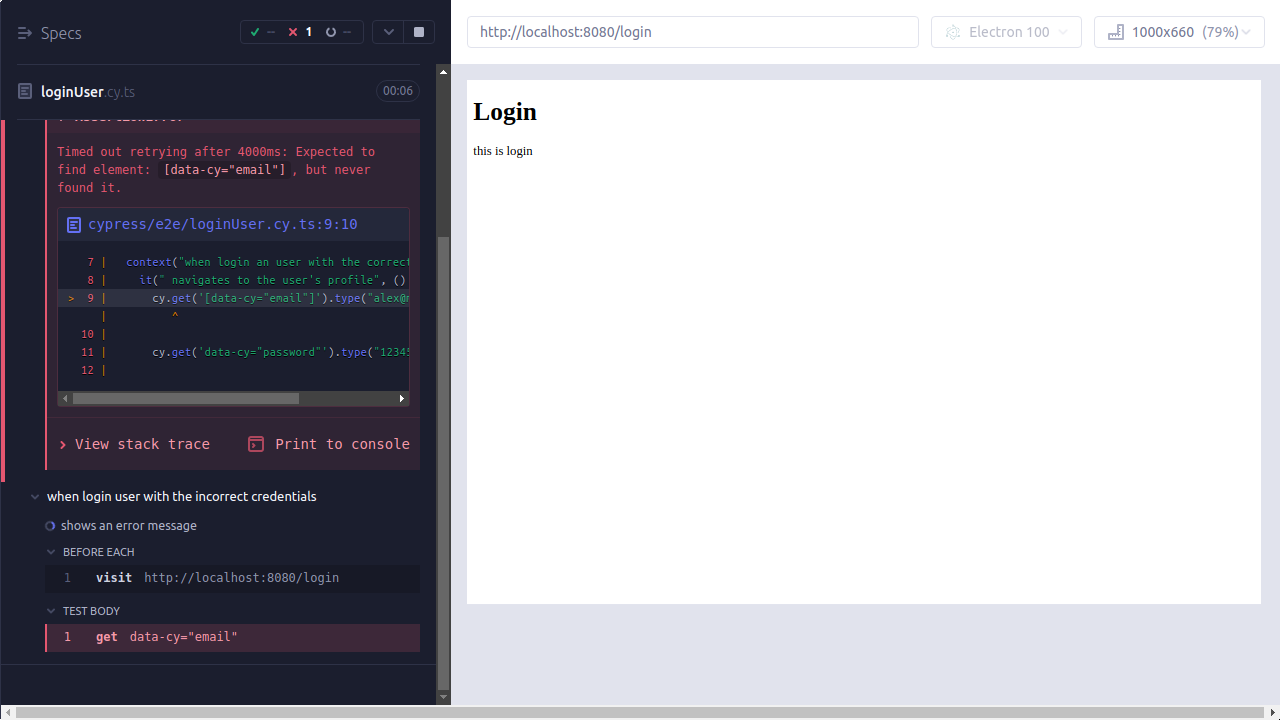 Specs
-- 1 --
loginUser.cy.ts
00:06
Timed out retrying after 4000ms: Expected to
find element: [data-cy="email"], but never
found it.
cypress/e2e/loginUser.cy.ts:9:10
7 | context("when login an user with the correct
8 | it(" navigates to the user's profile", ()
> 9 | cy.get('[data-cy="email"]').type("alex@
| ^
10 |
11 | cy.get('data-cy="password"').type("12345
12 |
View stack trace
Print to console
when login user with the incorrect credentials
shows an error message
BEFORE EACH
1 visit http://localhost:8080/login
TEST BODY
1 get data-cy="email"
http://localhost:8080/login
Electron 100
1000x660 (79%)
Login
this is login